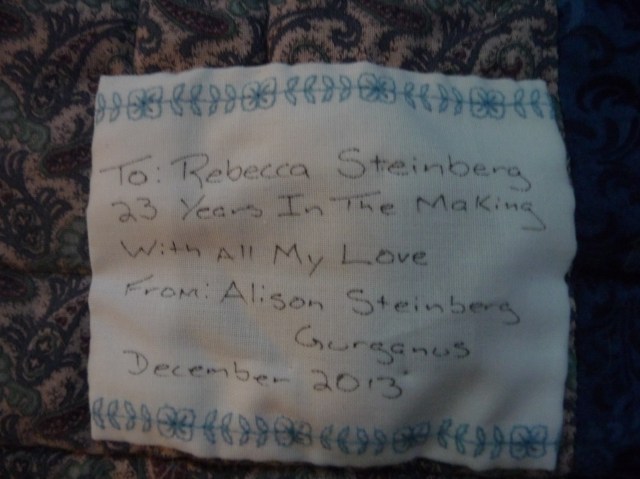 To: Rebecca Steinberg
23 Years In The Making
With All My Love
From: Alison Steinberg
Gurganus
December 2013